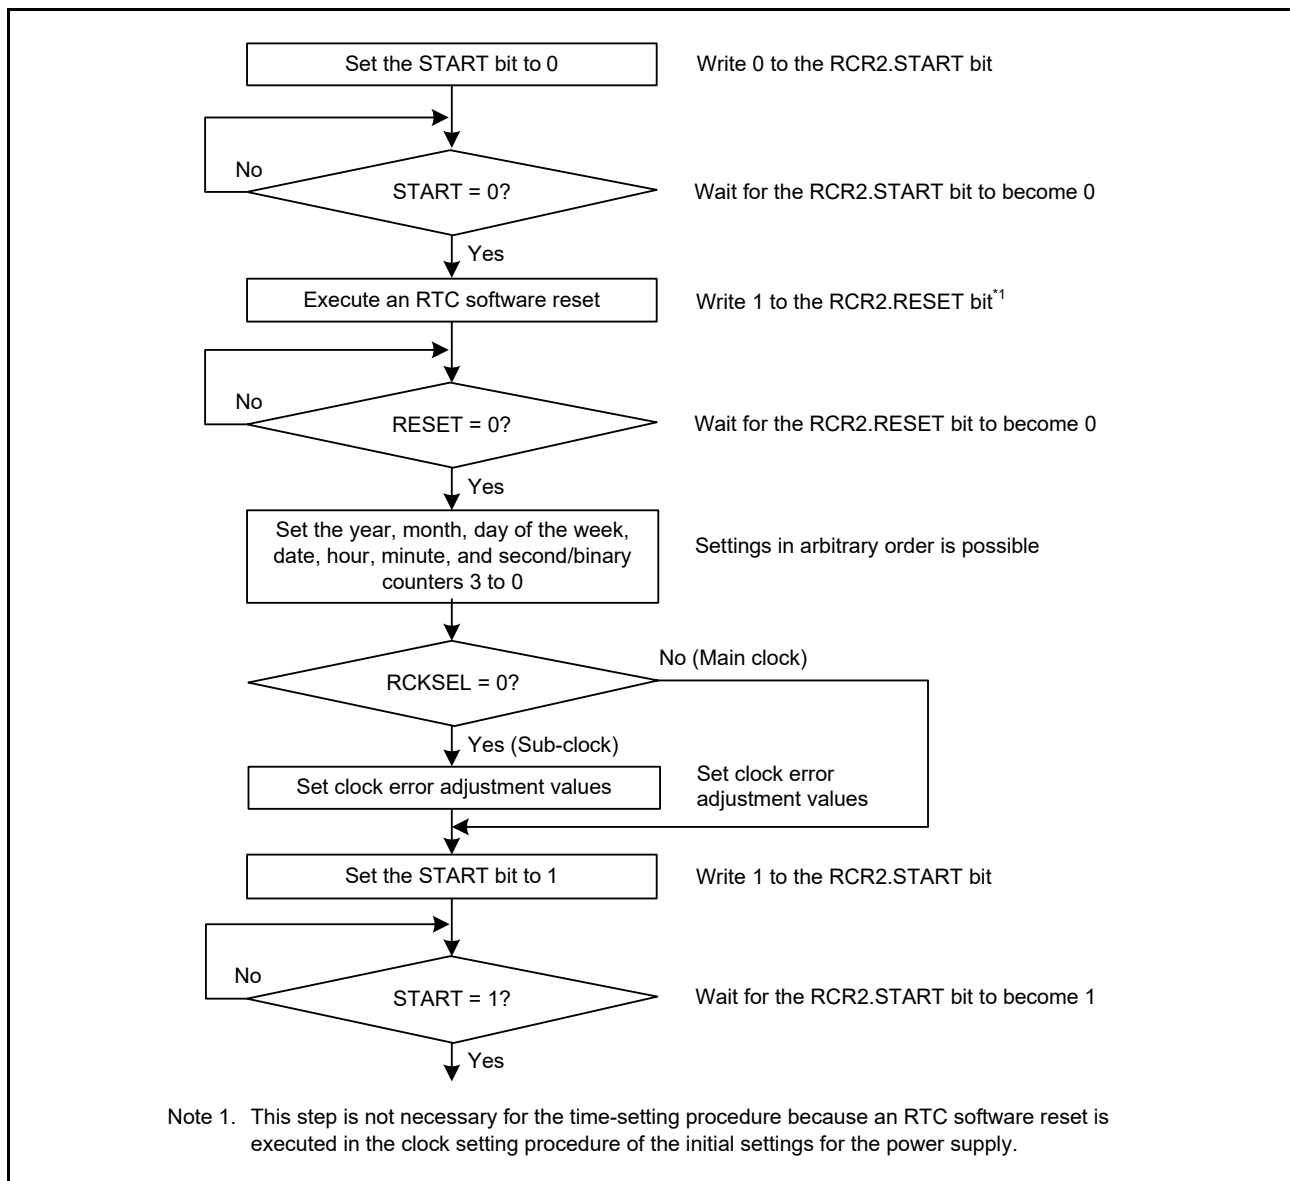 Set the START bit to 0
Write 0 to the RCR2.START bit
No
START = 0?
Wait for the RCR2.START bit to become 0
Yes
Execute an RTC software reset
Write 1 to the RCR2.RESET bit*1
No
RESET = 0?
Wait for the RCR2.RESET bit to become 0
Yes
Set the year, month, day of the week,
date, hour, minute, and second/binary
counters 3 to 0
Settings in arbitrary order is possible
No (Main clock)
RCKSEL = 0?
Yes (Sub-clock)
Set clock error adjustment values
Set clock error
adjustment values
Set the START bit to 1
Write 1 to the RCR2.START bit
No
START = 1?
Wait for the RCR2.START bit to become 1
Yes
Note 1. This step is not necessary for the time-setting procedure because an RTC software reset is
executed in the clock setting procedure of the initial settings for the power supply.